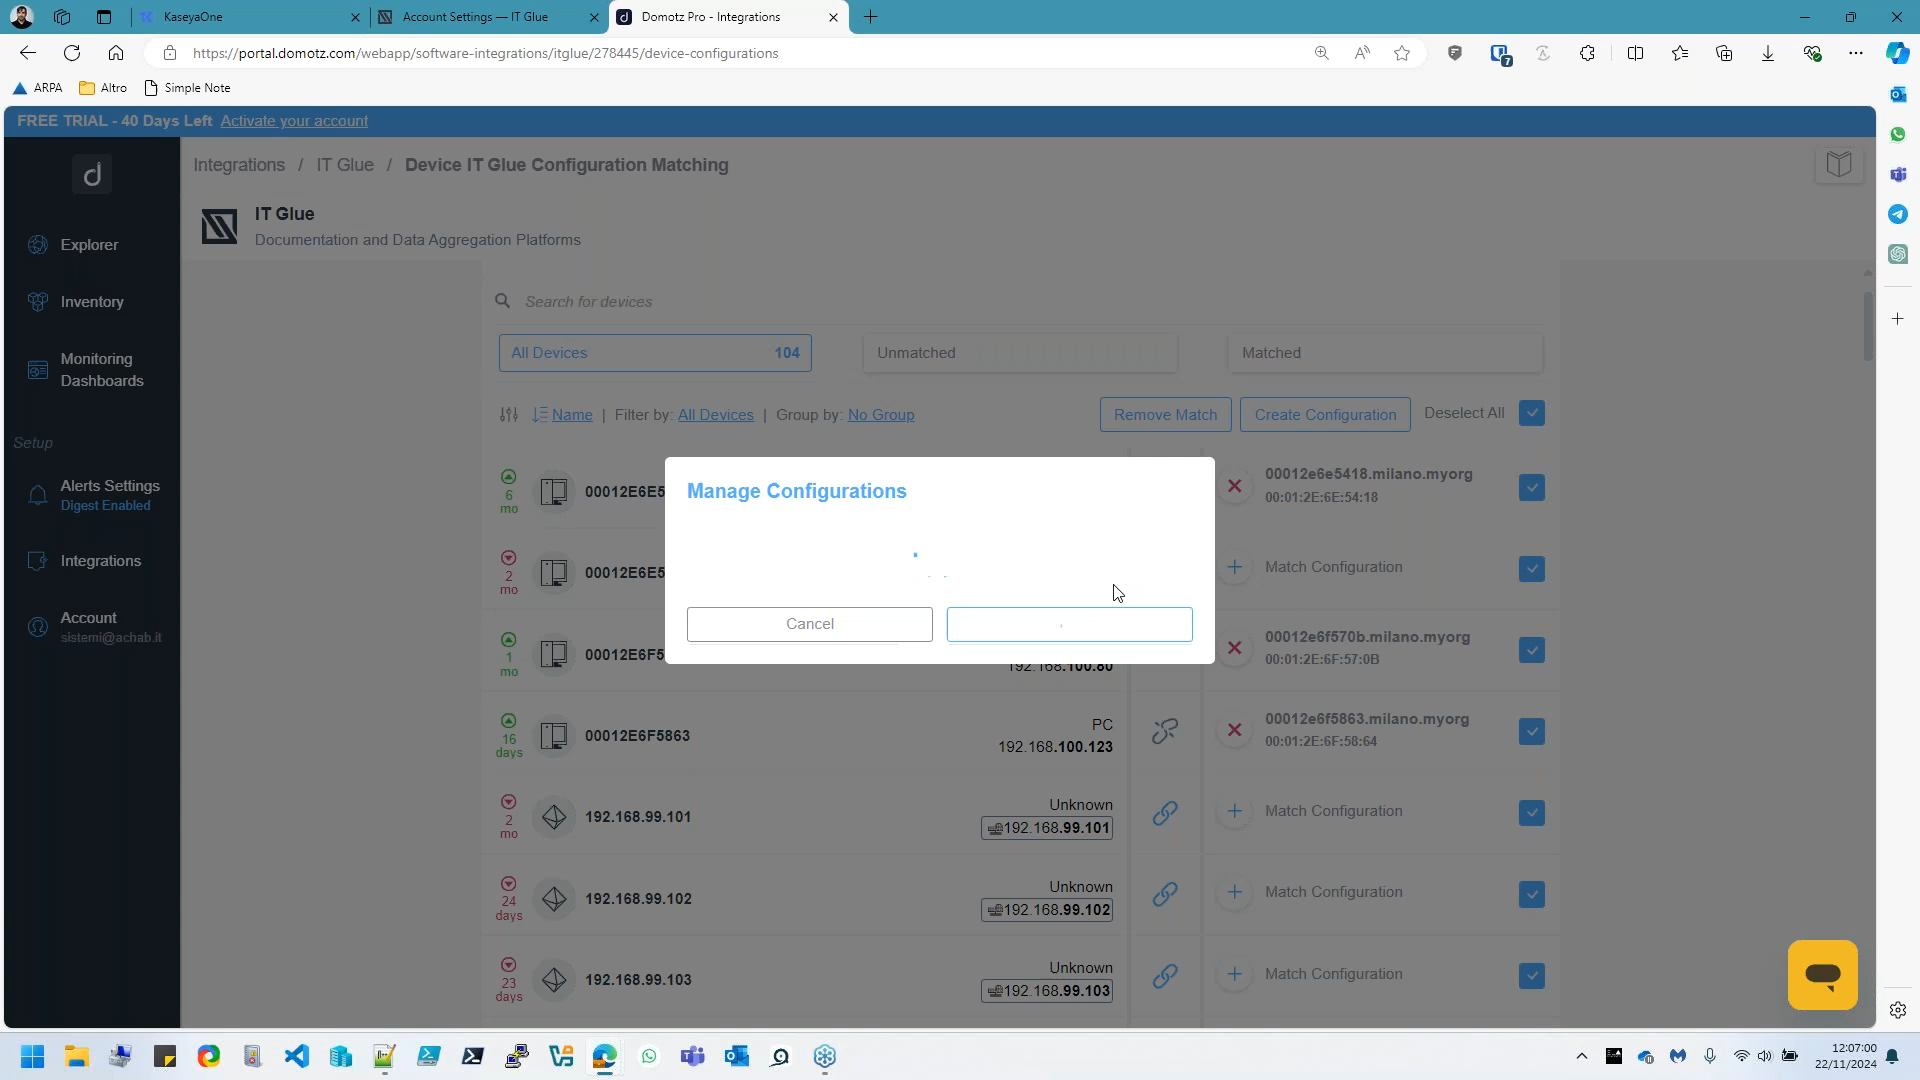 KaseyaOne
Account Settings — IT Glue
Domotz Pro - Integrations
https://portal.domotz.com/webapp/software-integrations/itglue/278445/device-configurations
7
ARPA
Altro
Simple Note
FREE TRIAL - 40 Days Left Activate your account
Integrations / IT Glue / Device IT Glue Configuration Matching
IT Glue
Documentation and Data Aggregation Platforms
Explorer
Inventory
Monitoring
Dashboards
Setup
Alerts Settings
Digest Enabled
Integrations
Account
sistemi@achab.it
Search for devices
All Devices 104
Unmatched
Matched
Name | Filter by: All Devices | Group by: No Group
Remove Match
Create Configuration
Deselect All
Manage Configurations
Cancel
6
mo
00012E6E5
00012e6e5418.milano.myorg
00:01:2E:6E:54:18
2
mo
00012E6E5
Match Configuration
1
mo
00012E6F5
192.168.100.80
00012e6f570b.milano.myorg
00:01:2E:6F:57:0B
16
days
00012E6F5863
PC
192.168.100.123
00012e6f5863.milano.myorg
00:01:2E:6F:58:64
2
mo
192.168.99.101
Unknown
192.168.99.101
Match Configuration
24
days
192.168.99.102
Unknown
192.168.99.102
Match Configuration
23
days
192.168.99.103
Unknown
192.168.99.103
Match Configuration
12:07:00
22/11/2024